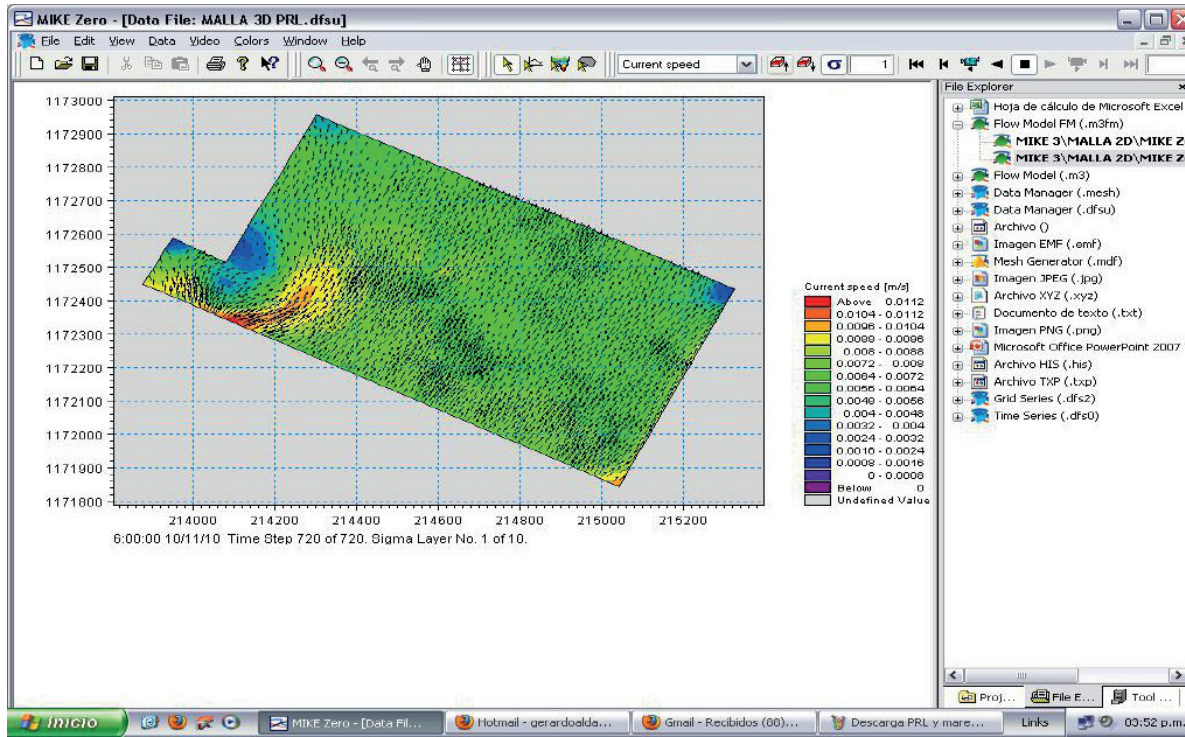 MIKE Zero - [Data File: MALLA 3D PRL.dfsu]
File Edit View Data Video Colors Window Help
Current speed
1
1173000
1172900
1172800
1172700
1172600
1172500
1172400
1172300
1172200
1172100
1172000
1171900
1171800
214000 214200 214400 214600 214800 215000 215200
6:00:00 10/11/10 Time Step 720 of 720. Sigma Layer No. 1 of 10.
Current speed [m/s]
Above 0.0112
0.0104 - 0.0112
0.0096 - 0.0104
0.0088 - 0.0096
0.008 - 0.0088
0.0072 - 0.008
0.0064 - 0.0072
0.0056 - 0.0064
0.0048 - 0.0056
0.004 - 0.0048
0.0032 - 0.004
0.0024 - 0.0032
0.0016 - 0.0024
0.0008 - 0.0016
0 - 0.0008
Below 0
Undefined Value
File Explorer
Hoja de cálculo de Microsoft Excel
Flow Model FM (.m3fm)
MIKE 3\MALLA 2D\MIKE Z
MIKE 3\MALLA 2D\MIKE Z
Flow Model (.m3)
Data Manager (.mesh)
Data Manager (.dfsu)
Archivo ()
Imagen EMF (.emf)
Mesh Generator (.mdf)
Imagen JPEG (.jpg)
Archivo XYZ (.xyz)
Documento de texto (.txt)
Imagen PNG (.png)
Microsoft Office PowerPoint 2007
Archivo HIS (.his)
Archivo TXP (.txp)
Grid Series (.dfs2)
Time Series (.dfs0)
Proj... File E... Tool ...
Inicio MIKE Zero - [Data Fil... Hotmail - gerardoalda... Gmail - Recibidos (88)... Descarga PRL y mare... Links 03:52 p.m.